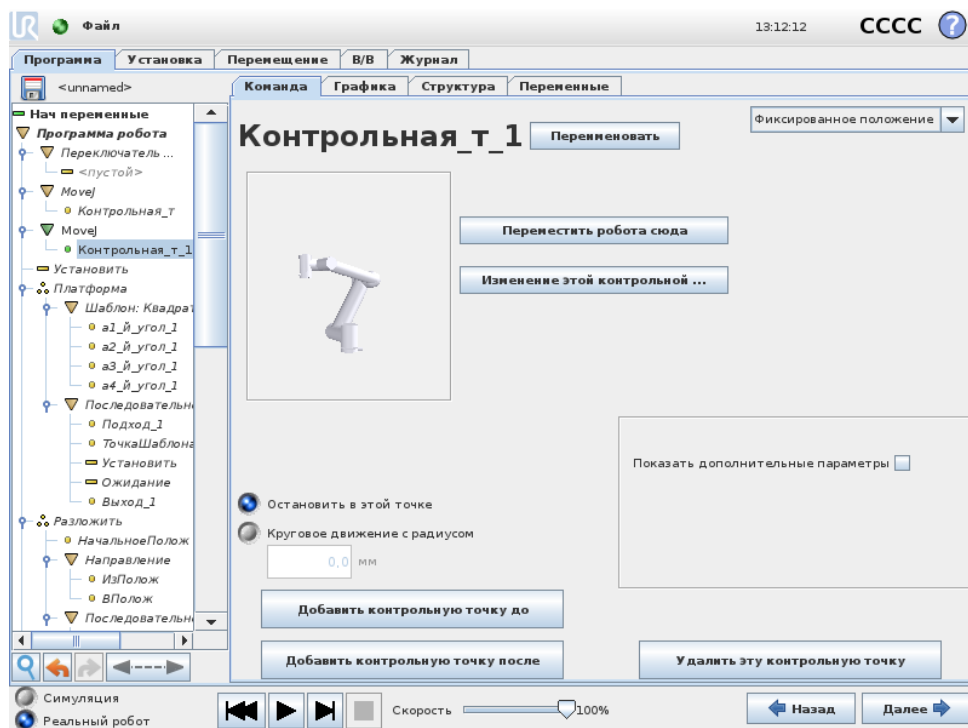 UR Файл 13:12:12 CCCC ?
Программа Установка Перемещение В/В Журнал
<unnamed> Команда Графика Структура Переменные
Нач переменные
Программа робота
Переключатель ...
<пустой>
MoveJ
Контрольная_т
MoveJ
Контрольная_т_1
Установить
Платформа
Шаблон: Квадрат
а1_й_угол_1
а2_й_угол_1
а3_й_угол_1
а4_й_угол_1
Последовательн
Подход_1
ТочкаШаблона
Установить
Ожидание
Выход_1
Разложить
НачальноеПолож
Направление
ИзПолож
ВПолож
Последовательн
Контрольная_т_1 Переименовать
Фиксированное положение
Переместить робота сюда
Изменение этой контрольной ...
Показать дополнительные параметры
Остановить в этой точке
Круговое движение с радиусом
0,0 мм
Добавить контрольную точку до
Добавить контрольную точку после
Удалить эту контрольную точку
Симуляция
Реальный робот
Скорость 100%
Назад Далее